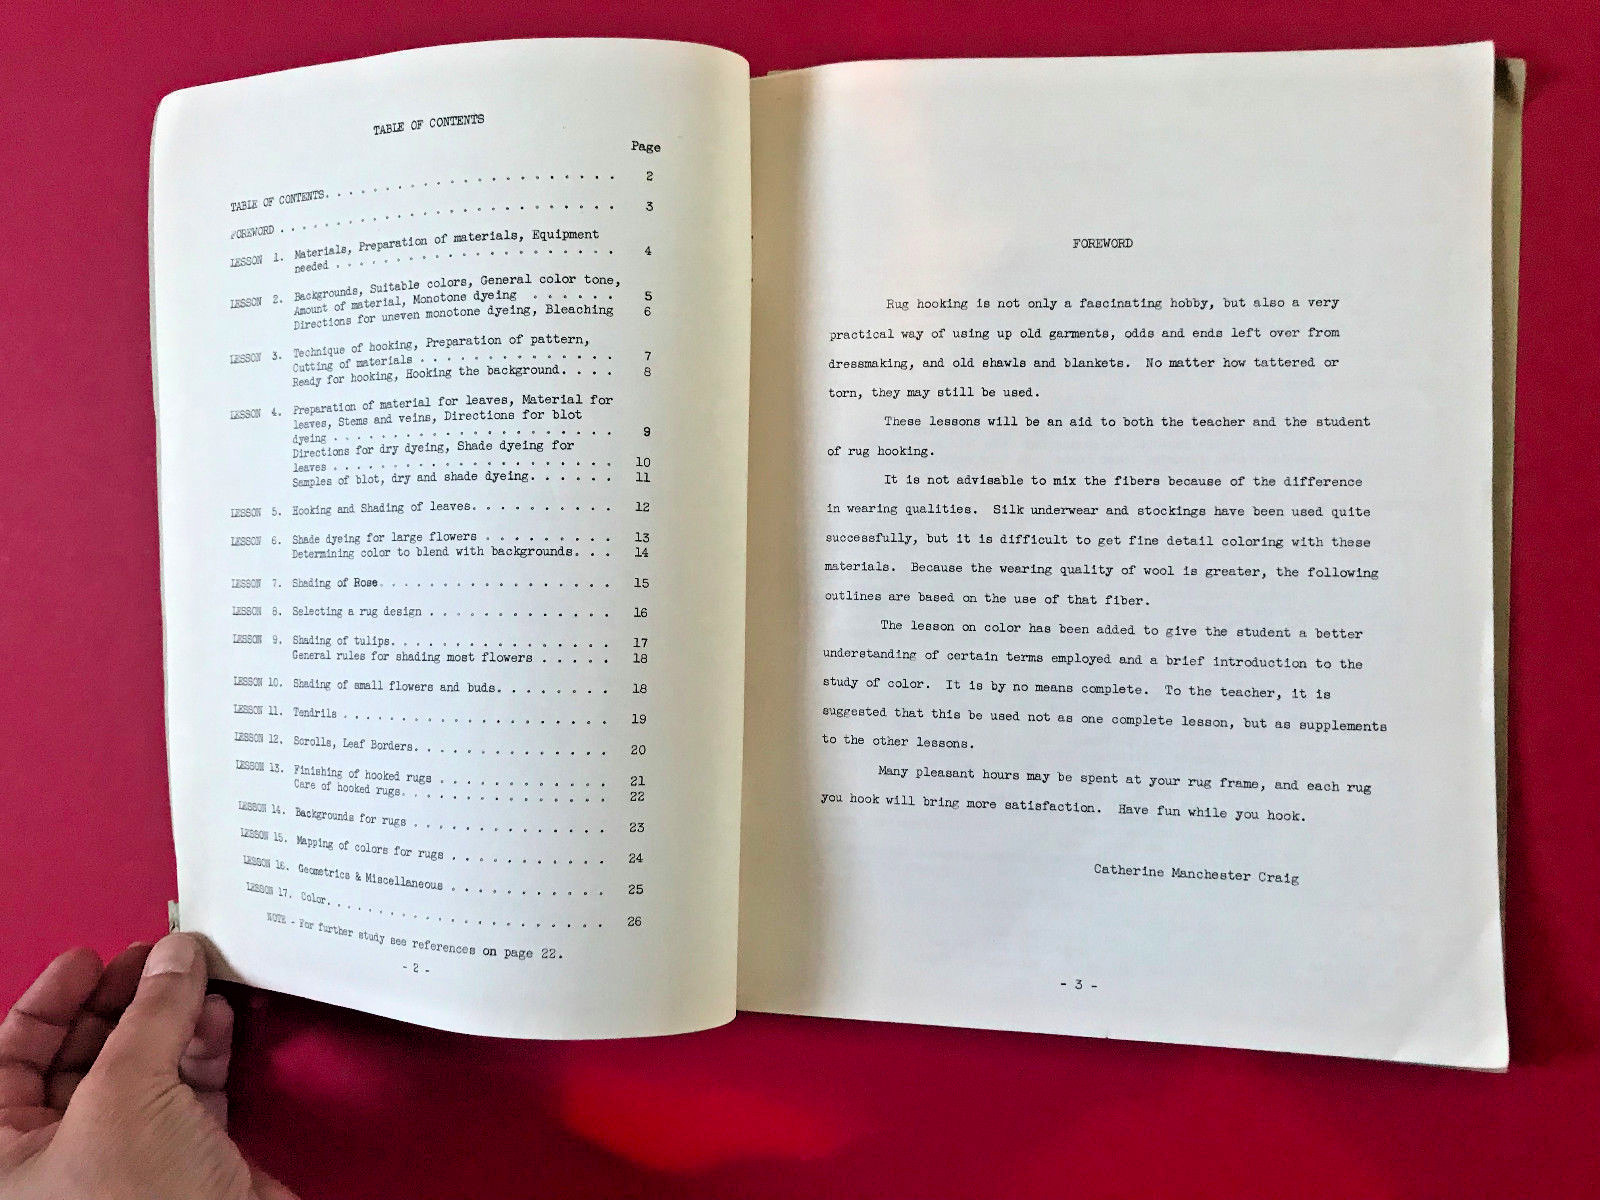 TABLE OF CONTENTS
Page
TABLE OF CONTENTS. . . . . . . . . . . . . . . . . . . . . . . 2
FOREWORD . . . . . . . . . . . . . . . . . . . . . . . . . . 3
LESSON 1. Materials, Preparation of materials, Equipment
needed . . . . . . . . . . . . . . . . . . . . . 4
LESSON 2. Backgrounds, Suitable colors, General color tone,
Amount of material, Monotone dyeing . . . . . . 5
Directions for uneven monotone dyeing, Bleaching 6
LESSON 3. Technique of hooking, Preparation of pattern,
Cutting of materials . . . . . . . . . . . . . . 7
Ready for hooking, Hooking the background. . . . 8
LESSON 4. Preparation of material for leaves, Material for
leaves, Stems and veins, Directions for blot
dyeing . . . . . . . . . . . . . . . . . . . . . 9
Directions for dry dyeing, Shade dyeing for
leaves . . . . . . . . . . . . . . . . . . . . . 10
Samples of blot, dry and shade dyeing. . . . . . 11
LESSON 5. Hooking and Shading of leaves. . . . . . . . . . 12
LESSON 6. Shade dyeing for large flowers . . . . . . . . . 13
Determining color to blend with backgrounds. . . 14
LESSON 7. Shading of Rose. . . . . . . . . . . . . . . . . 15
LESSON 8. Selecting a rug design . . . . . . . . . . . . . 16
LESSON 9. Shading of tulips. . . . . . . . . . . . . . . . 17
General rules for shading most flowers . . . . . 18
LESSON 10. Shading of small flowers and buds. . . . . . . . 18
LESSON 11. Tendrils . . . . . . . . . . . . . . . . . . . . 19
LESSON 12. Scrolls, Leaf Borders. . . . . . . . . . . . . . 20
LESSON 13. Finishing of hooked rugs . . . . . . . . . . . . 21
Care of hooked rugs. . . . . . . . . . . . . . . 22
LESSON 14. Backgrounds for rugs . . . . . . . . . . . . . . 23
LESSON 15. Mapping of colors for rugs . . . . . . . . . . . 24
LESSON 16. Geometrics & Miscellaneous . . . . . . . . . . . 25
LESSON 17. Color. . . . . . . . . . . . . . . . . . . . . . 26
NOTE - For further study see references on page 22.
- 2 -
FOREWORD
Rug hooking is not only a fascinating hobby, but also a very
practical way of using up old garments, odds and ends left over from
dressmaking, and old shawls and blankets. No matter how tattered or
torn, they may still be used.
These lessons will be an aid to both the teacher and the student
of rug hooking.
It is not advisable to mix the fibers because of the difference
in wearing qualities. Silk underwear and stockings have been used quite
successfully, but it is difficult to get fine detail coloring with these
materials. Because the wearing quality of wool is greater, the following
outlines are based on the use of that fiber.
The lesson on color has been added to give the student a better
understanding of certain terms employed and a brief introduction to the
study of color. It is by no means complete. To the teacher, it is
suggested that this be used not as one complete lesson, but as supplements
to the other lessons.
Many pleasant hours may be spent at your rug frame, and each rug
you hook will bring more satisfaction. Have fun while you hook.
Catherine Manchester Craig
- 3 -